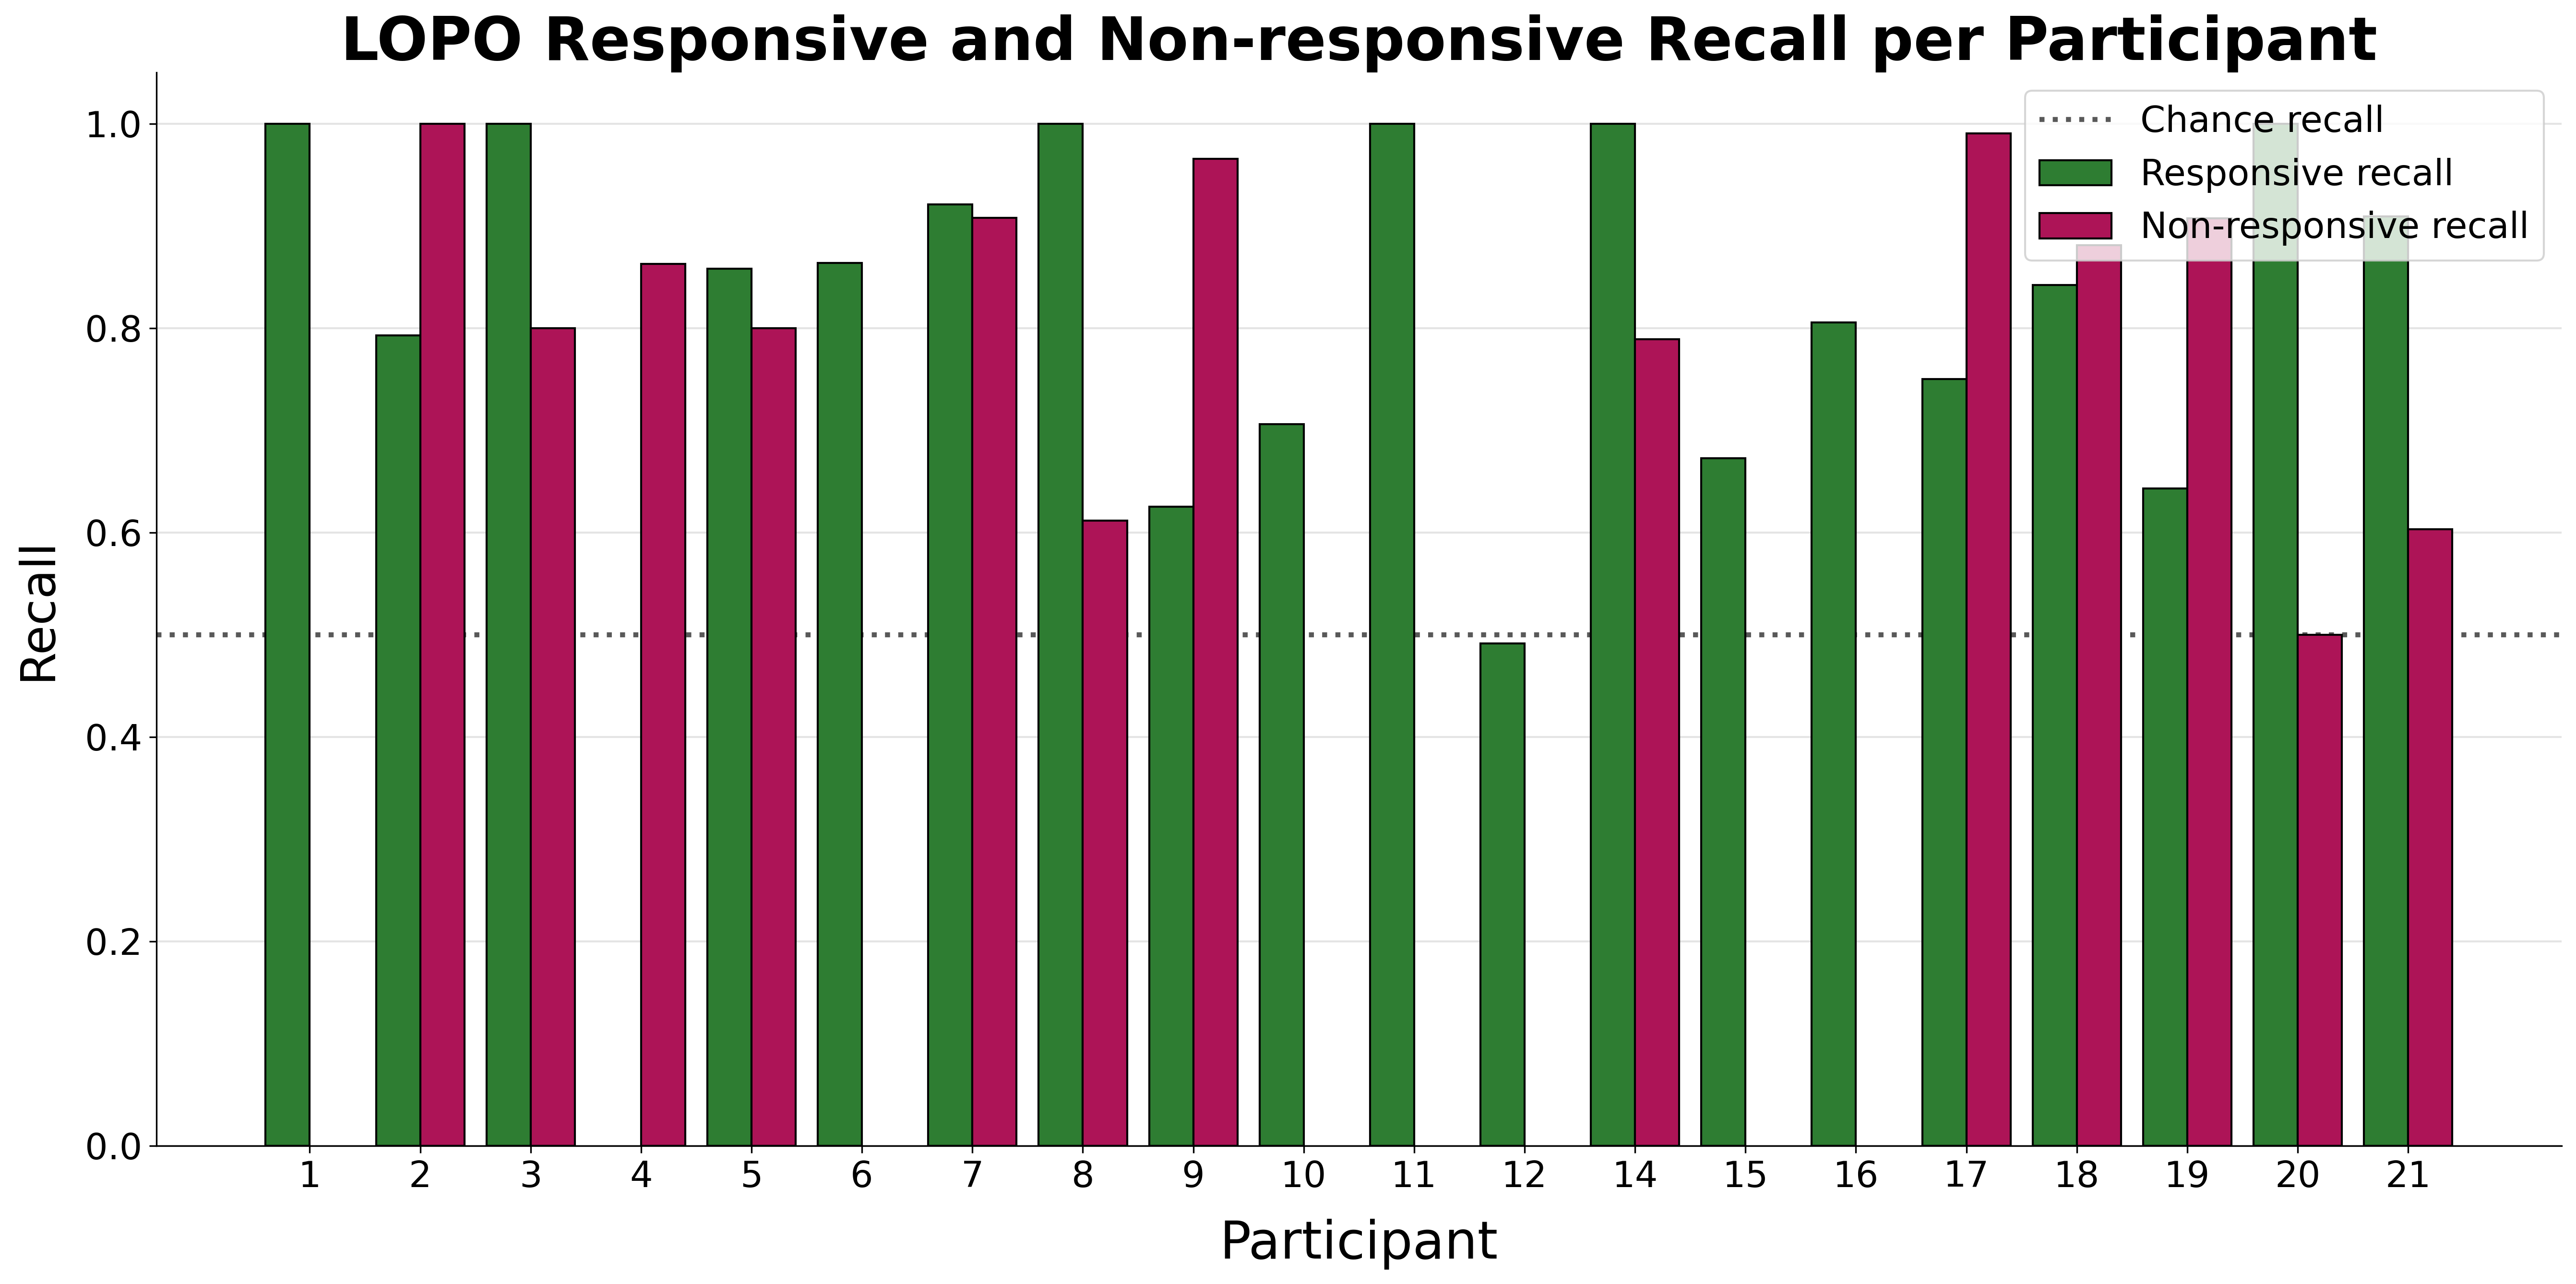 LOPO Responsive and Non-responsive Recall per Participant
Chance recall
Responsive recall
Non-responsive recall
1.0
0.8
0.6
0.4
0.2
0.0
Recall
1 2 3 4 5 6 7 8 9 10 11 12 14 15 16 17 18 19 20 21
Participant